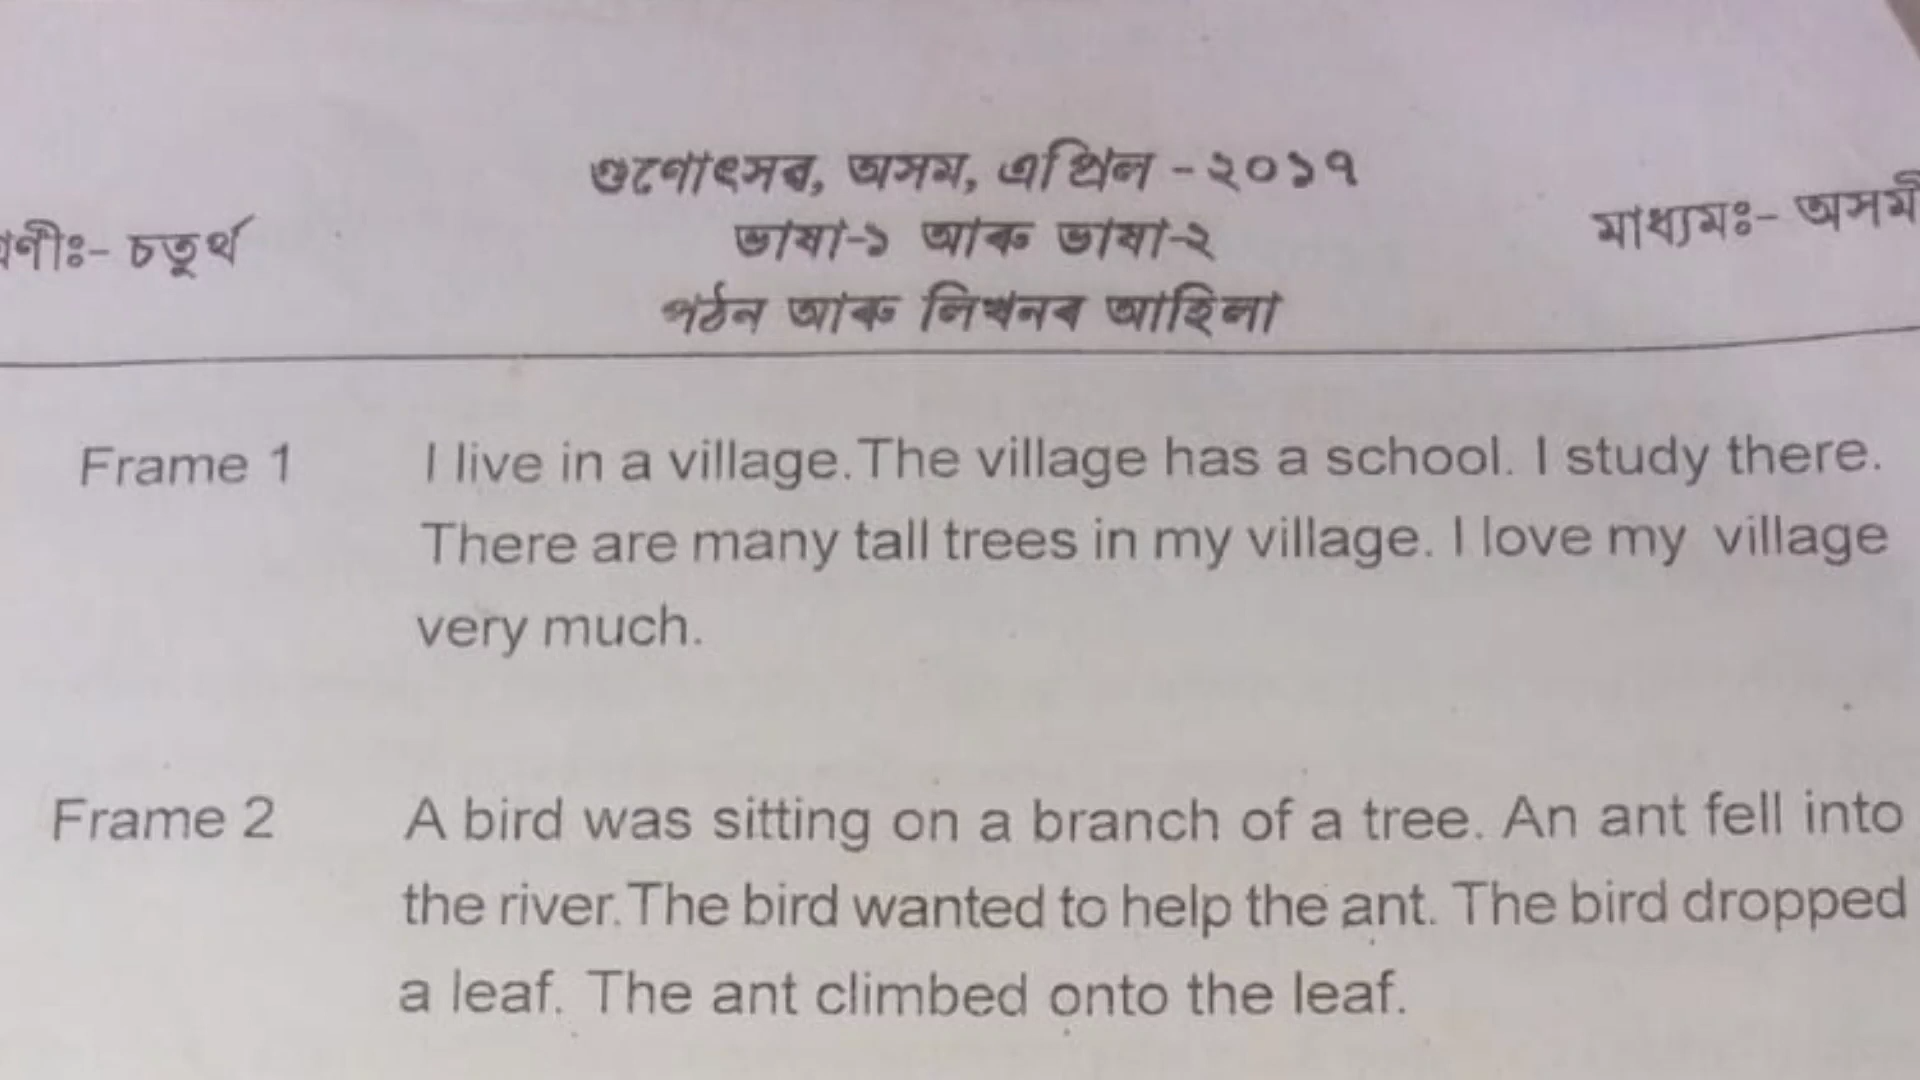 গুণোৎসৱ, অসম, এপ্ৰিল - ২০১৭
চতুৰ্থ
মাধ্যমঃ-
ভাষা-১ আৰু ভাষা-২
পঠন আৰু লিখনৰ আহিলা
Frame 1 I live in a village. The village has a school. I study there.
There are many tall trees in my village. I love my village
very much.
Frame 2 A bird was sitting on a branch of a tree. An ant fell into
the river. The bird wanted to help the ant. The bird dropped
a leaf. The ant climbed onto the leaf.